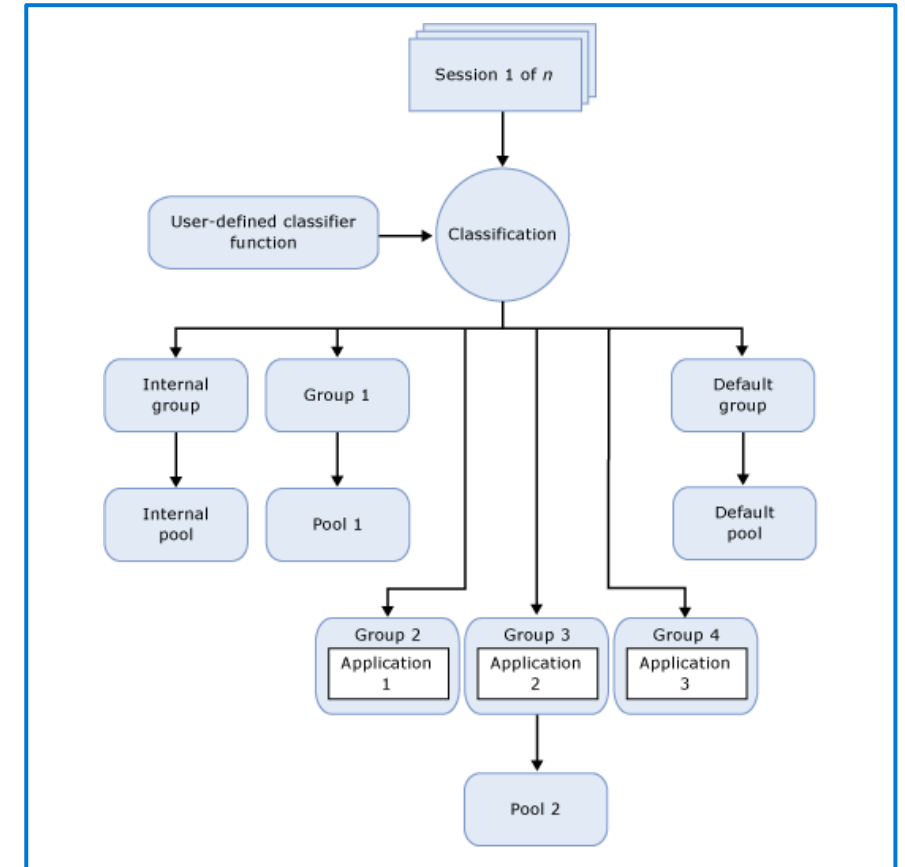 Session 1 of n
User-defined classifier
function
Classification
Internal
group
Group 1
Default
group
Internal
pool
Pool 1
Default
pool
Group 2
Application
1
Group 3
Application
2
Group 4
Application
3
Pool 2